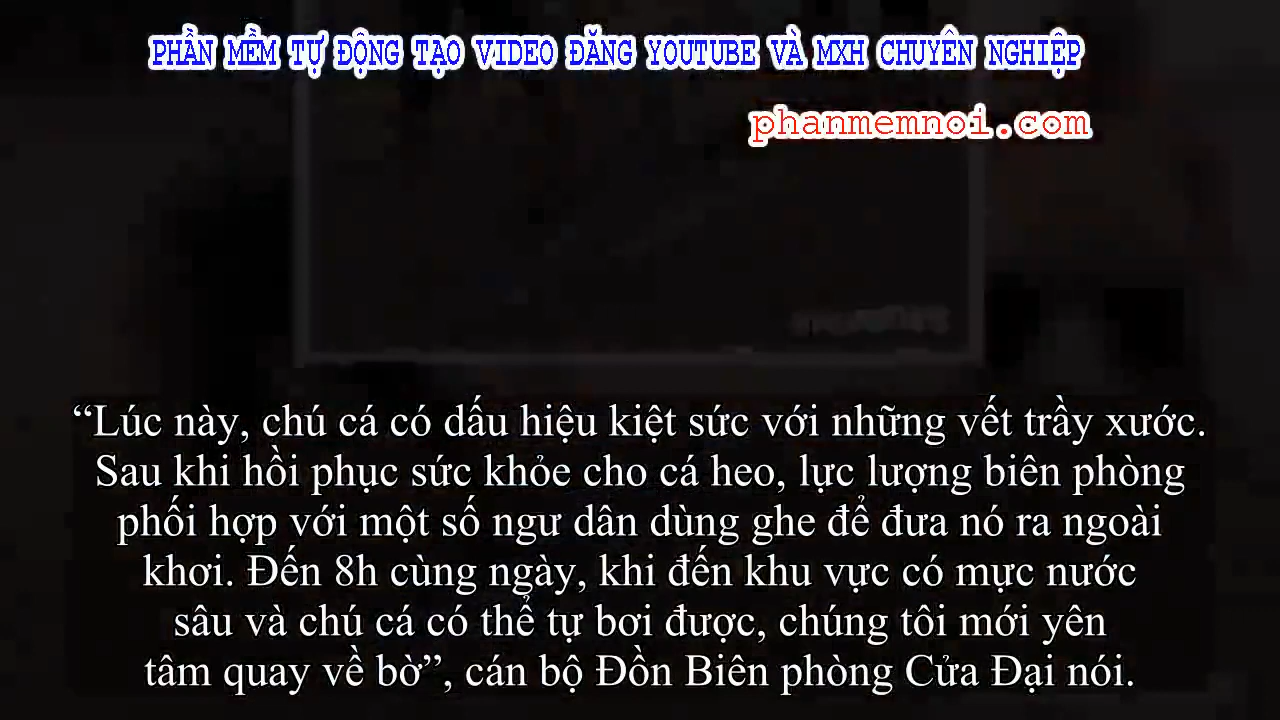 PHẦN MỀM TỰ ĐỘNG TẠO VIDEO ĐĂNG YOUTUBE VÀ MXH CHUYÊN NGHIỆP
phanmemnoi.com
“Lúc này, chú cá có dấu hiệu kiệt sức với những vết trầy xước.
Sau khi hồi phục sức khỏe cho cá heo, lực lượng biên phòng
phối hợp với một số ngư dân dùng ghe để đưa nó ra ngoài
khơi. Đến 8h cùng ngày, khi đến khu vực có mực nước
sâu và chú cá có thể tự bơi được, chúng tôi mới yên
tâm quay về bờ”, cán bộ Đồn Biên phòng Cửa Đại nói.